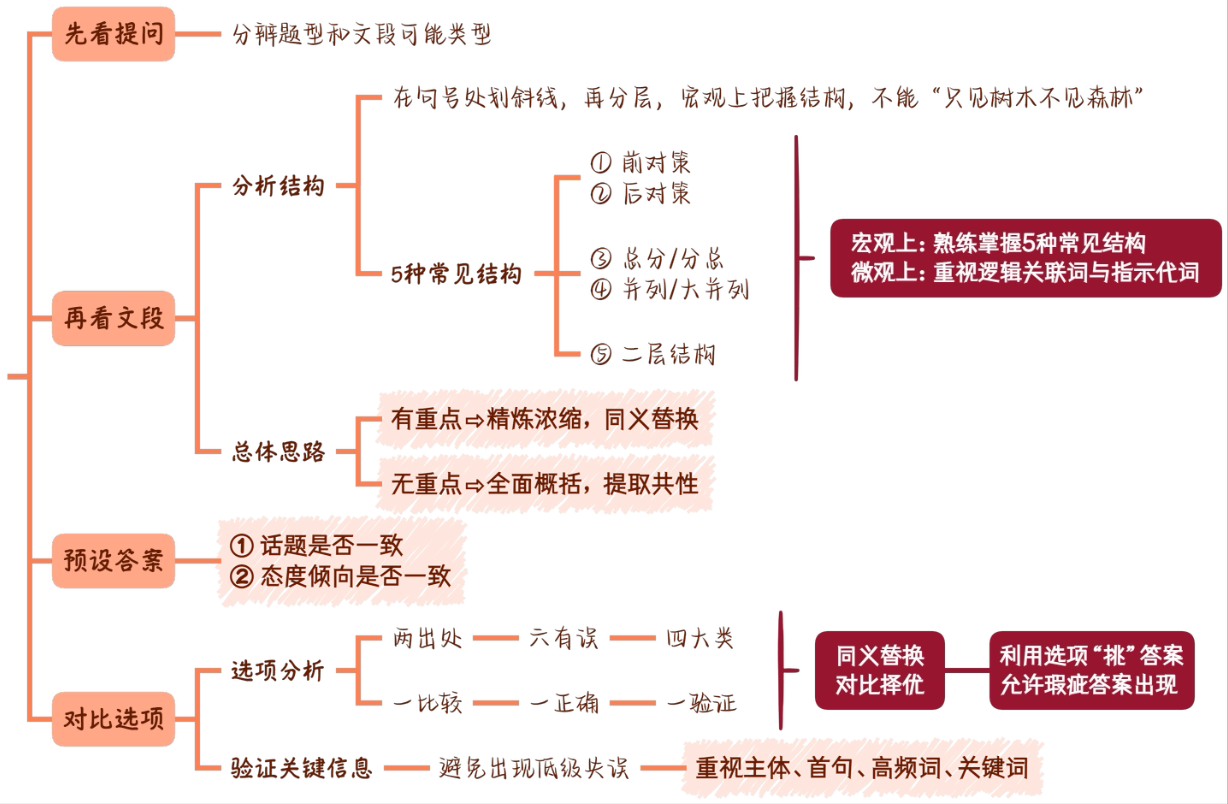 先看提问
分辨题型和文段可能类型
再看文段
分析结构
在句号处划斜线，再分层，宏观上把握结构，不能“只见树木不见森林”
5种常见结构
① 前对策
② 后对策
③ 总分/分总
④ 并列/大并列
⑤ 二层结构
宏观上：熟练掌握5种常见结构
微观上：重视逻辑关联词与指示代词
总体思路
有重点⇨精炼浓缩，同义替换
无重点⇨全面概括，提取共性
预设答案
① 话题是否一致
② 态度倾向是否一致
对比选项
选项分析
两出处
六有误
四大类
一比较
一正确
一验证
同义替换
对比择优
利用选项“挑”答案
允许瑕疵答案出现
验证关键信息
避免出现低级失误
重视主体、首句、高频词、关键词